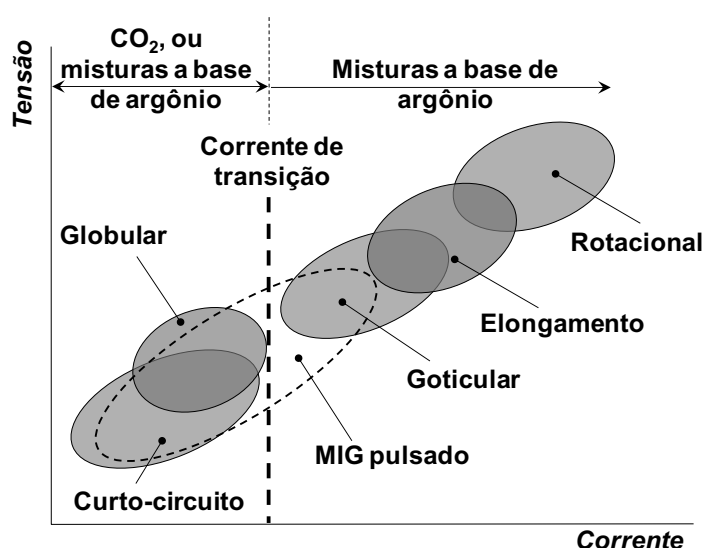 CO₂, ou
misturas a base
de argônio
Misturas a base de
argônio
Tensão
Corrente de
transição
Globular
Rotacional
Elongamento
Goticular
MIG pulsado
Curto-circuito
Corrente